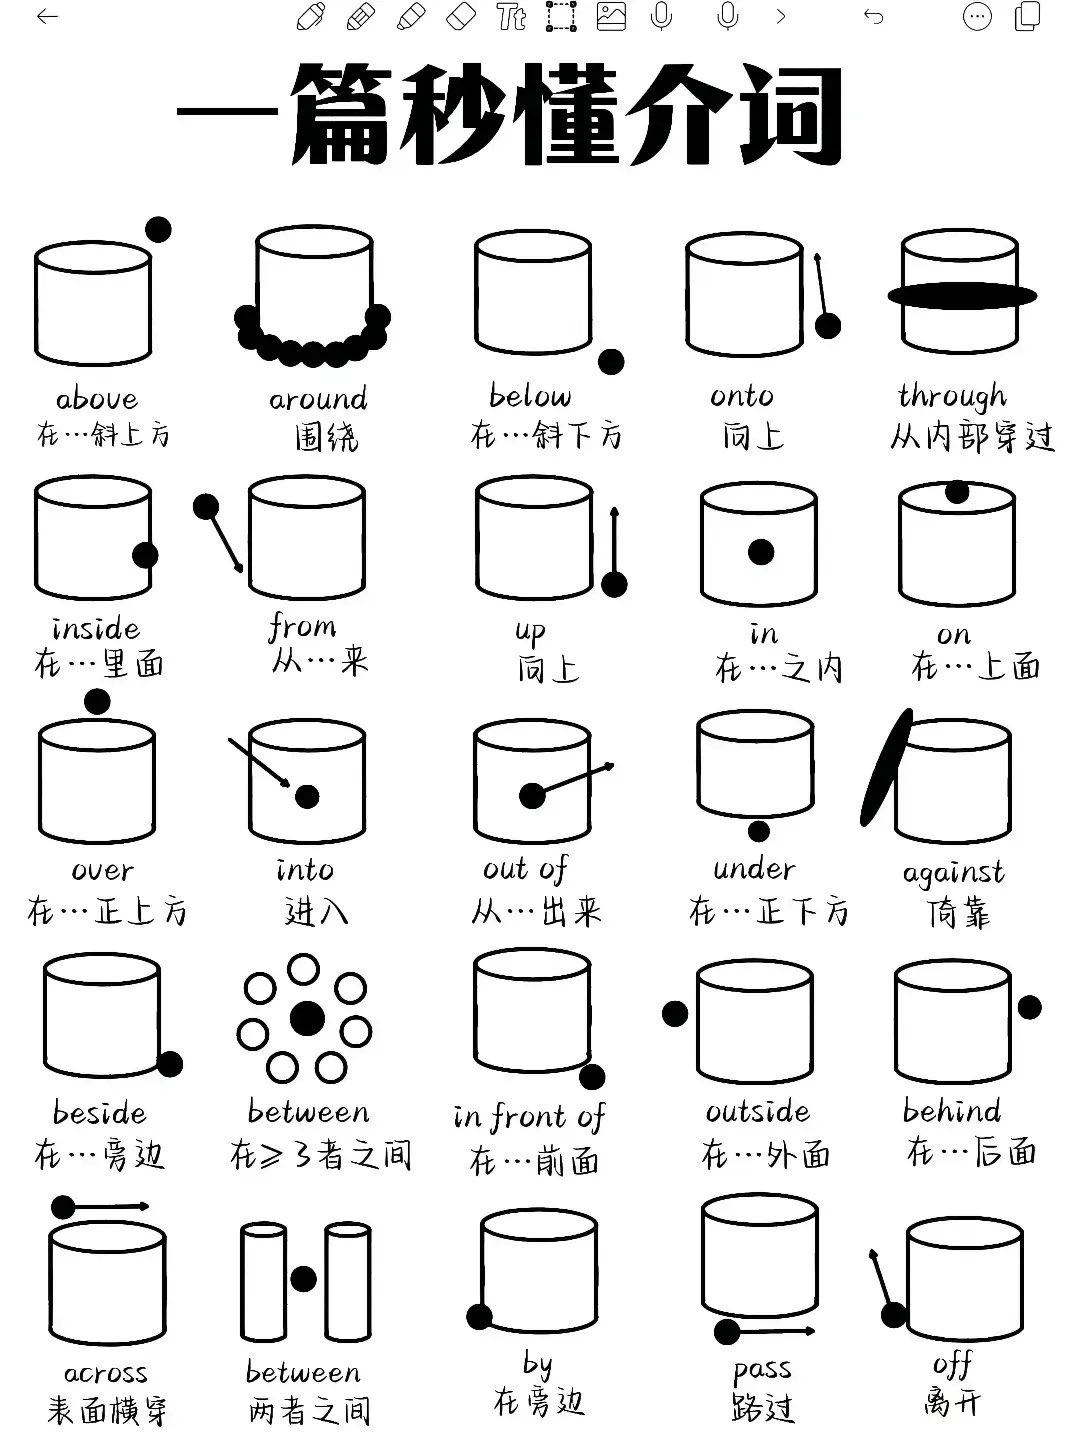 Tt
一篇秒懂介词
above around below onto through
在…斜上方 围绕 在…斜下方 向上 从内部穿过
inside from up in on
在…里面 从…来 向上 在…之内 在…上面
over into out of under against
在…正上方 进入 从…出来 在…正下方 倚靠
beside between in front of outside behind
在…旁边 在≥3者之间 在…前面 在…外面 在…后面
across between by pass off
表面横穿 两者之间 在旁边 路过 离开